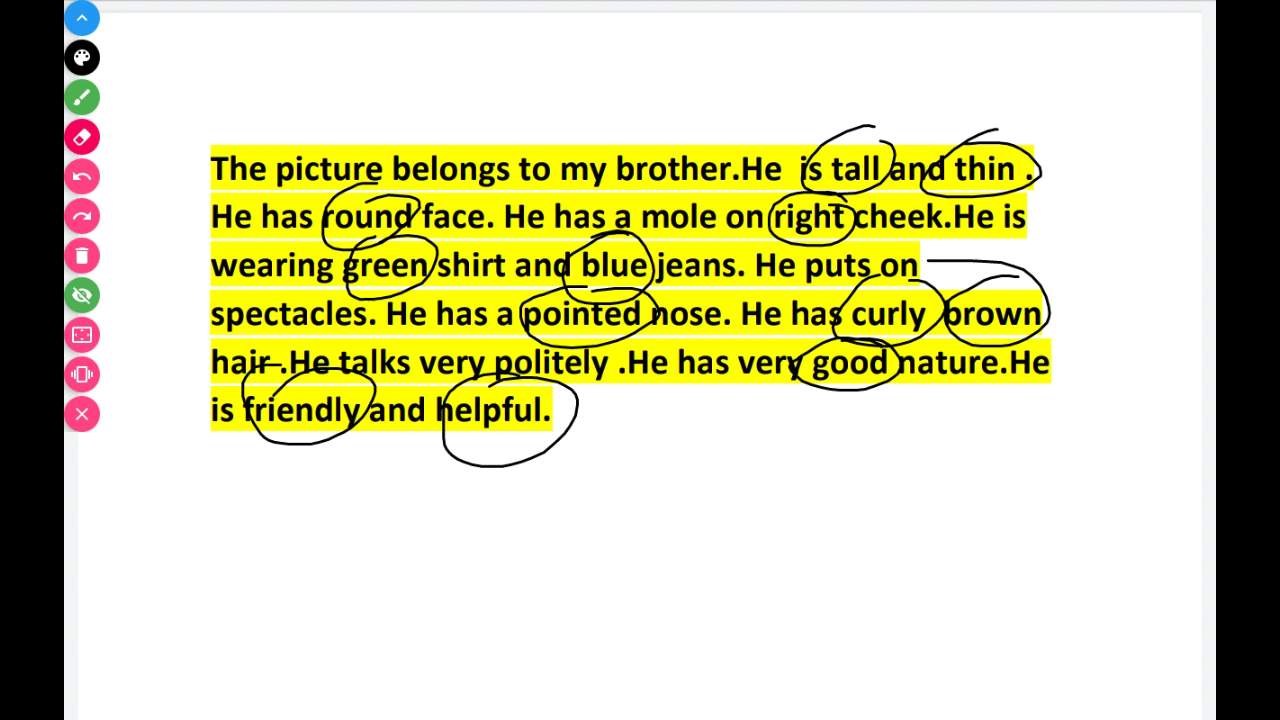 The picture belongs to my brother.He  is tall and thin .
He has round face. He has a mole on right cheek.He is
wearing green shirt and blue jeans. He puts on
spectacles. He has a pointed nose. He has curly brown
hair .He talks very politely .He has very good nature.He
is friendly and helpful.